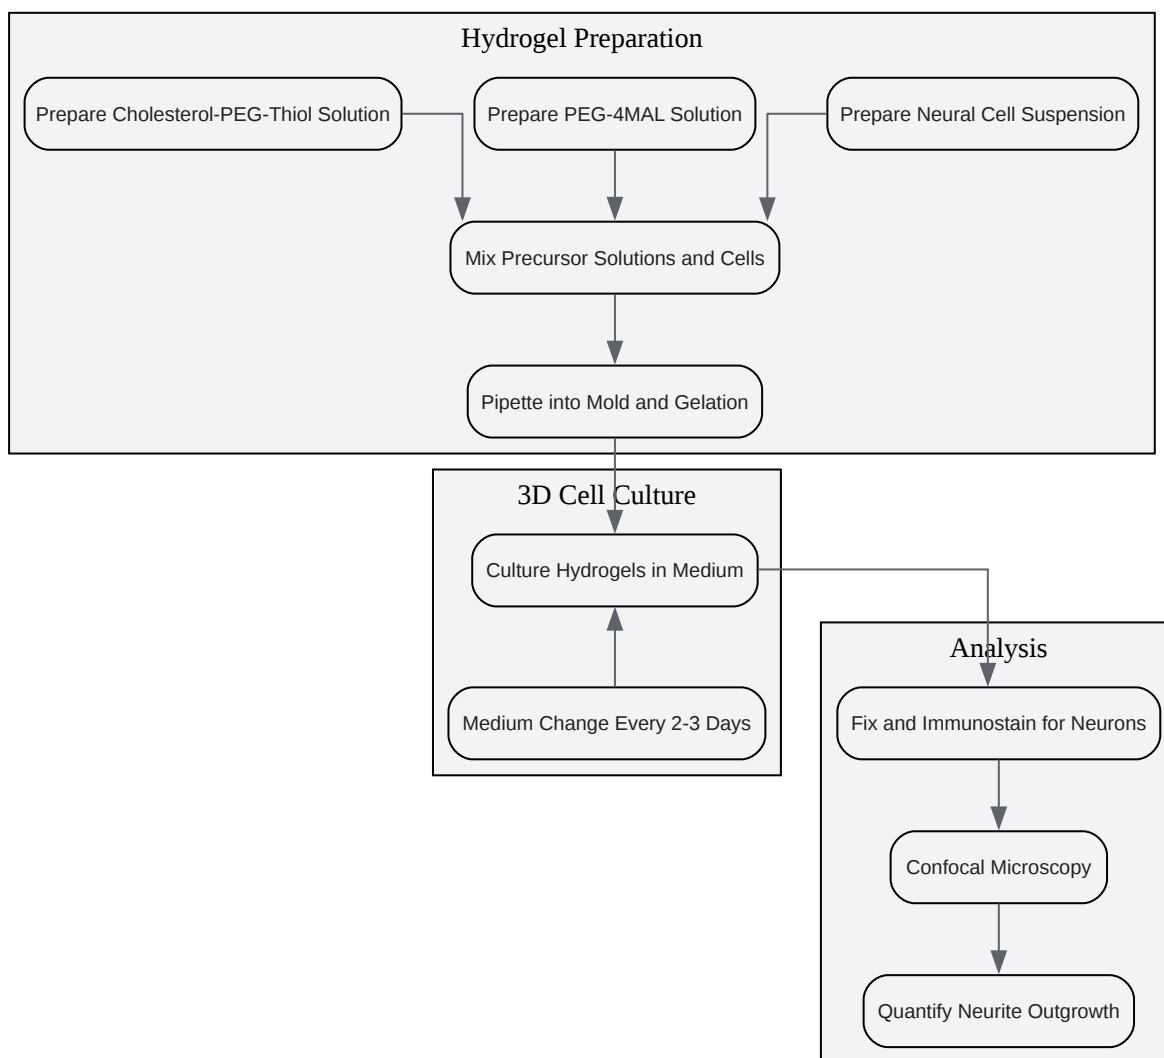 Hydrogel Preparation
Prepare Cholesterol-PEG-Thiol Solution
Prepare PEG-4MAL Solution
Prepare Neural Cell Suspension
Mix Precursor Solutions and Cells
Pipette into Mold and Gelation
3D Cell Culture
Culture Hydrogels in Medium
Medium Change Every 2-3 Days
Analysis
Fix and Immunostain for Neurons
Confocal Microscopy
Quantify Neurite Outgrowth